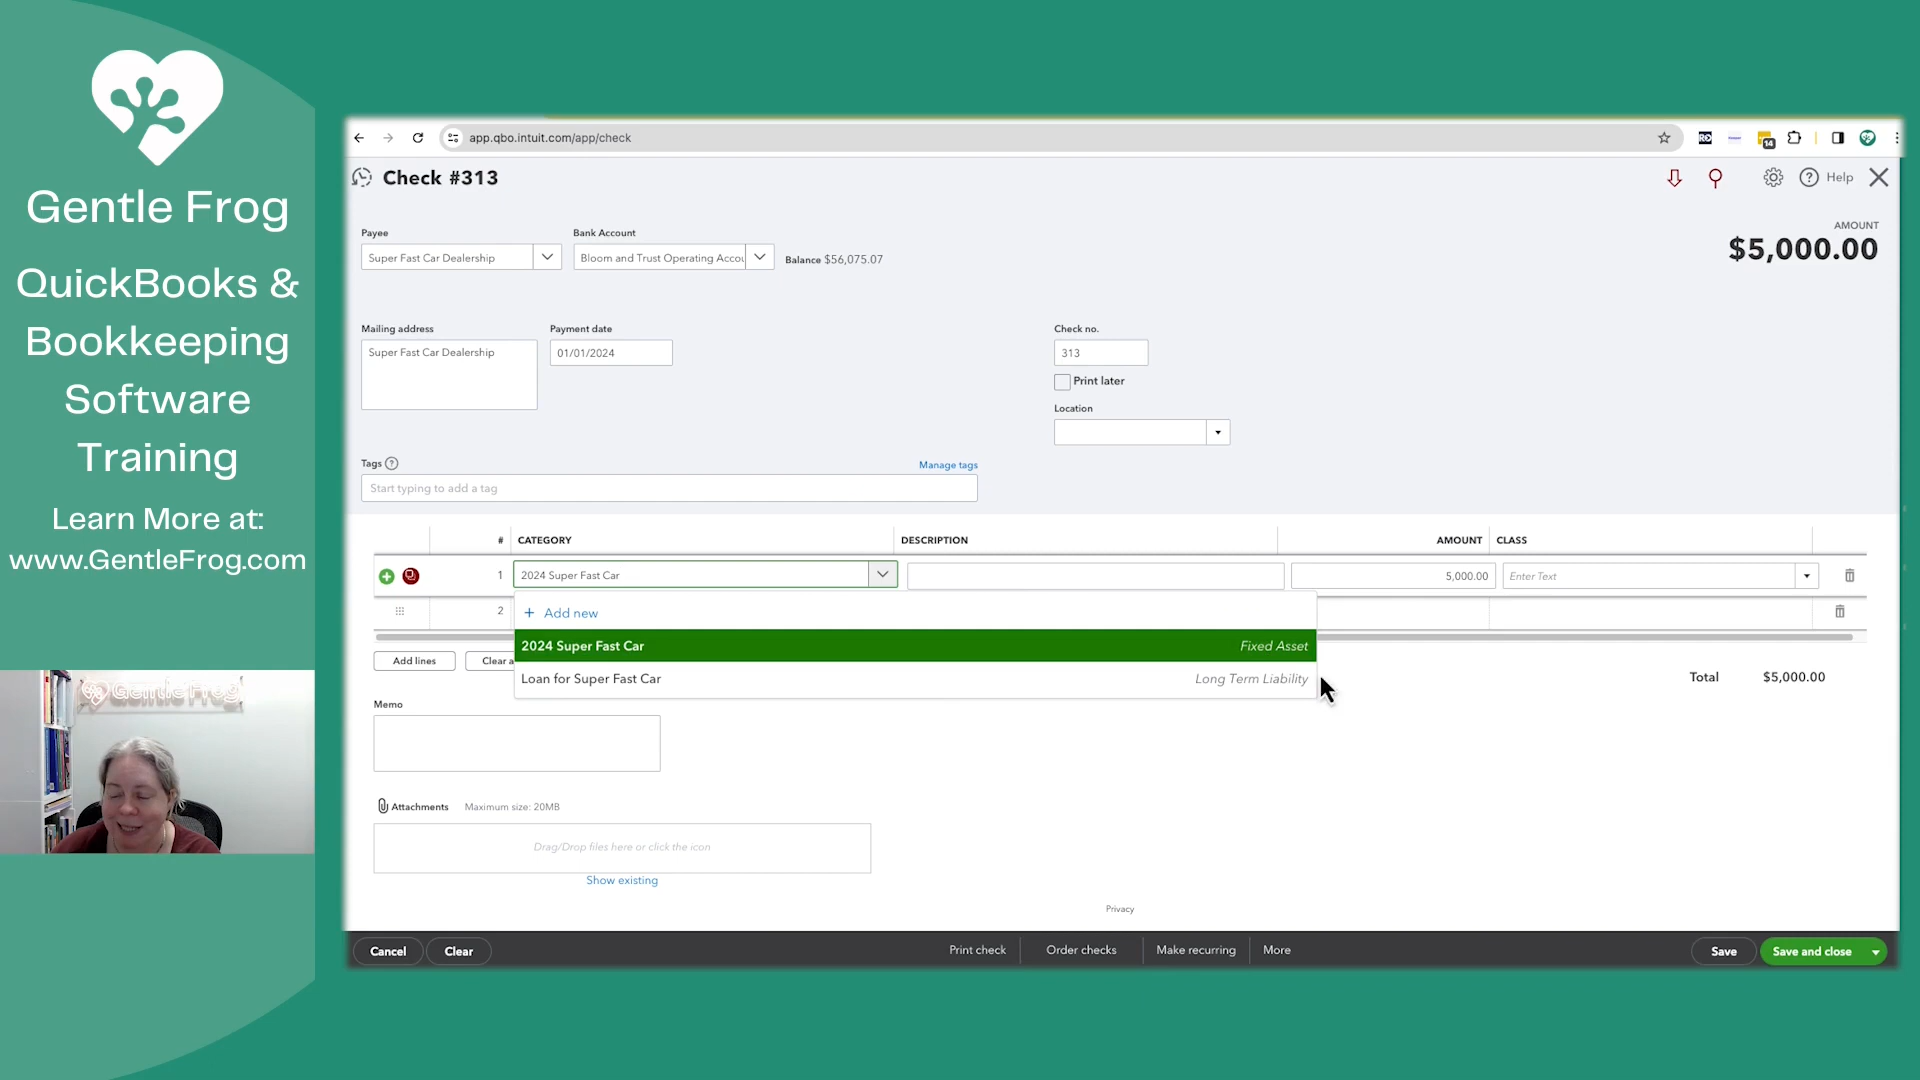 Gentle Frog
QuickBooks &
Bookkeeping
Software
Training
Learn More at:
www.GentleFrog.com
Gentle Frog
app.qbo.intuit.com/app/check
14
Check #313
Help
Payee
Bank Account
Super Fast Car Dealership
Bloom and Trust Operating Accou
Balance $56,075.07
AMOUNT
$5,000.00
Mailing address
Payment date
Check no.
Super Fast Car Dealership
01/01/2024
313
Print later
Location
Tags
Manage tags
Start typing to add a tag
# CATEGORY DESCRIPTION AMOUNT CLASS
1 2024 Super Fast Car 5,000.00 Enter Text
+ Add new
2
2024 Super Fast Car Fixed Asset
Loan for Super Fast Car Long Term Liability
Add lines
Clear a
Total $5,000.00
Memo
Attachments Maximum size: 20MB
Drag/Drop files here or click the icon
Show existing
Privacy
Cancel
Clear
Print check
Order checks
Make recurring
More
Save
Save and close